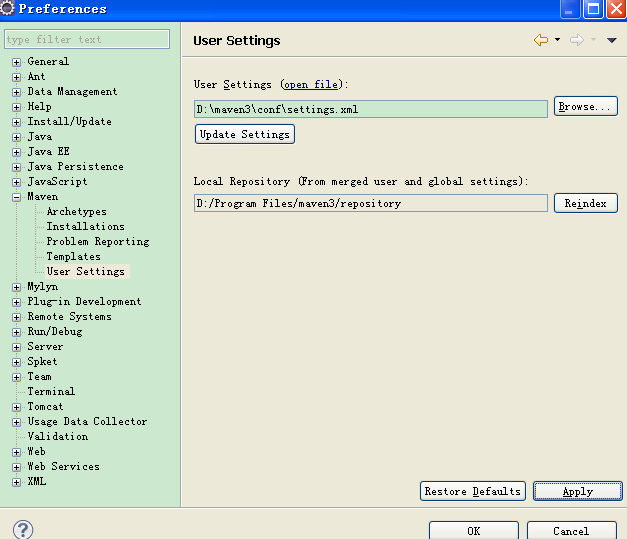 Preferences
type filter text
General
Ant
Data Management
Help
Install/Update
Java
Java EE
Java Persistence
JavaScript
Maven
Archetypes
Installations
Problem Reporting
Templates
User Settings
Mylyn
Plug-in Development
Remote Systems
Run/Debug
Server
Spket
Team
Terminal
Tomcat
Usage Data Collector
Validation
Web
Web Services
XML
User Settings
User Settings (open file):
D:\maven3\conf\settings.xml
Browse...
Update Settings
Local Repository (From merged user and global settings):
D:/Program Files/maven3/repository
Reindex
Restore Defaults
Apply
?
OK
Cancel